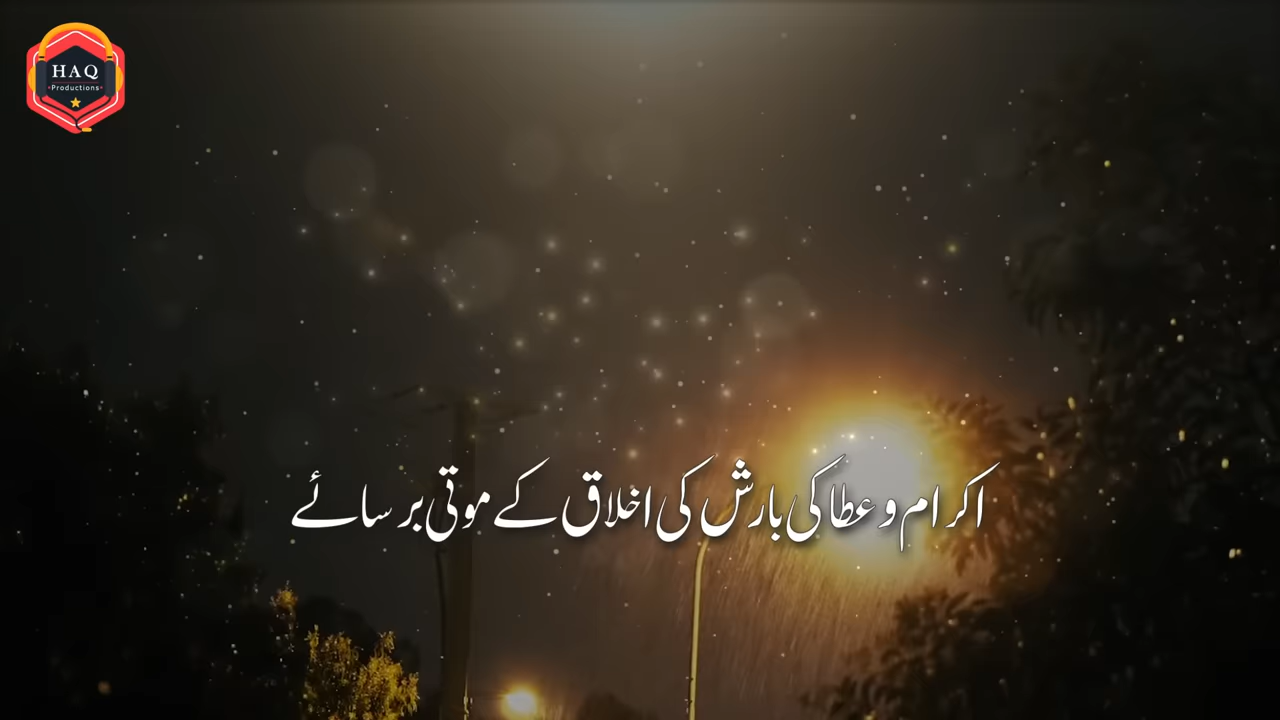 HAQ
Productions
اکرام و عطا کی بارش کی اخلاق کے موتی برسائے